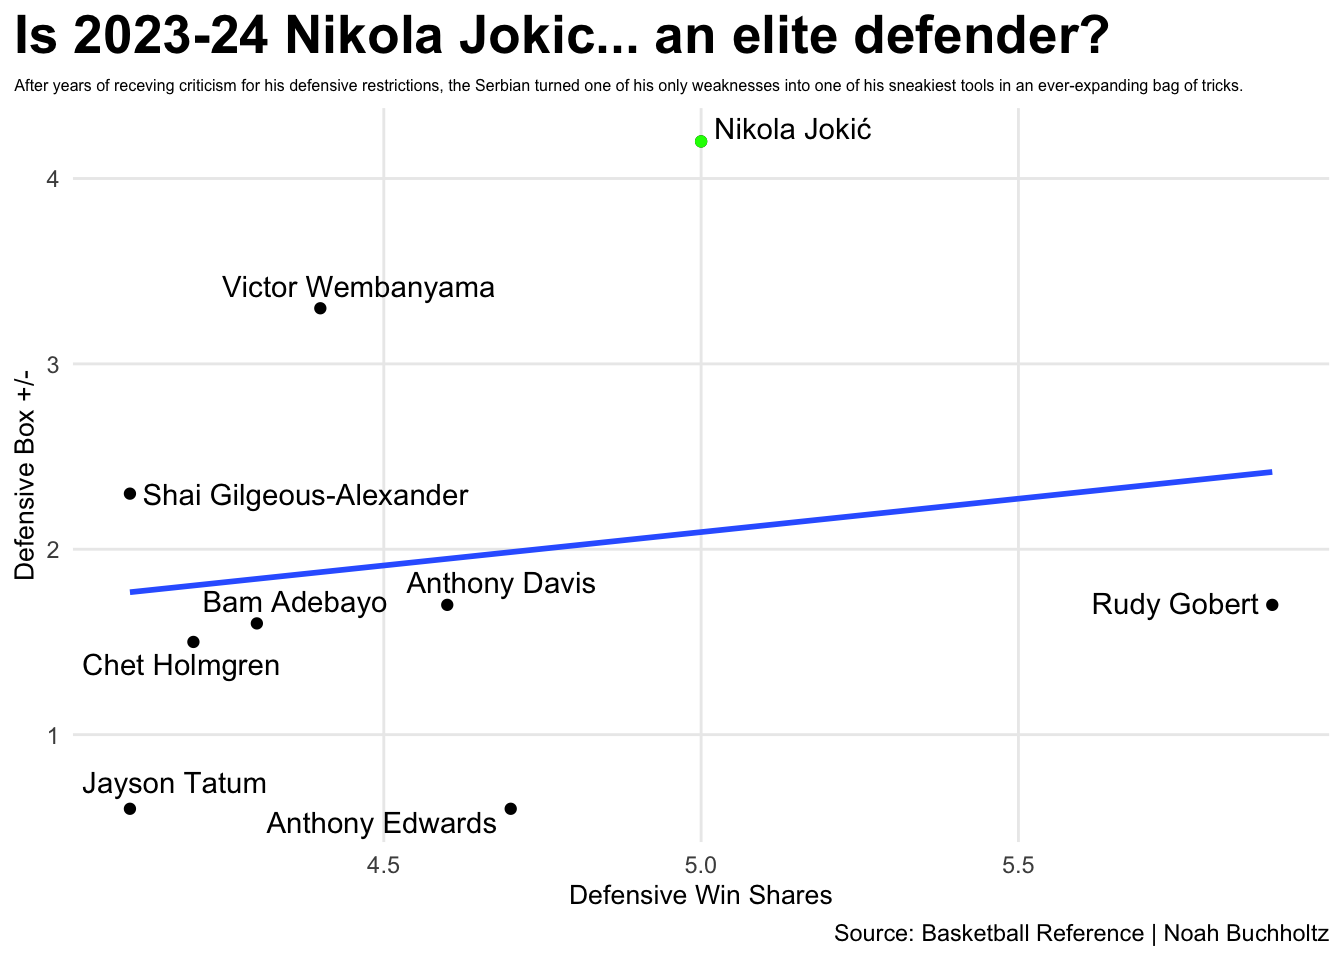 Is 2023-24 Nikola Jokic... an elite defender?
After years of receving criticism for his defensive restrictions, the Serbian turned one of his only weaknesses into one of his sneakiest tools in an ever-expanding bag of tricks.
Nikola Jokić
4
Victor Wembanyama
3
Defensive Box +/-
Shai Gilgeous-Alexander
2
Anthony Davis
Bam Adebayo
Rudy Gobert
Chet Holmgren
1
Jayson Tatum
Anthony Edwards
4.5 5.0 5.5
Defensive Win Shares
Source: Basketball Reference | Noah Buchholtz